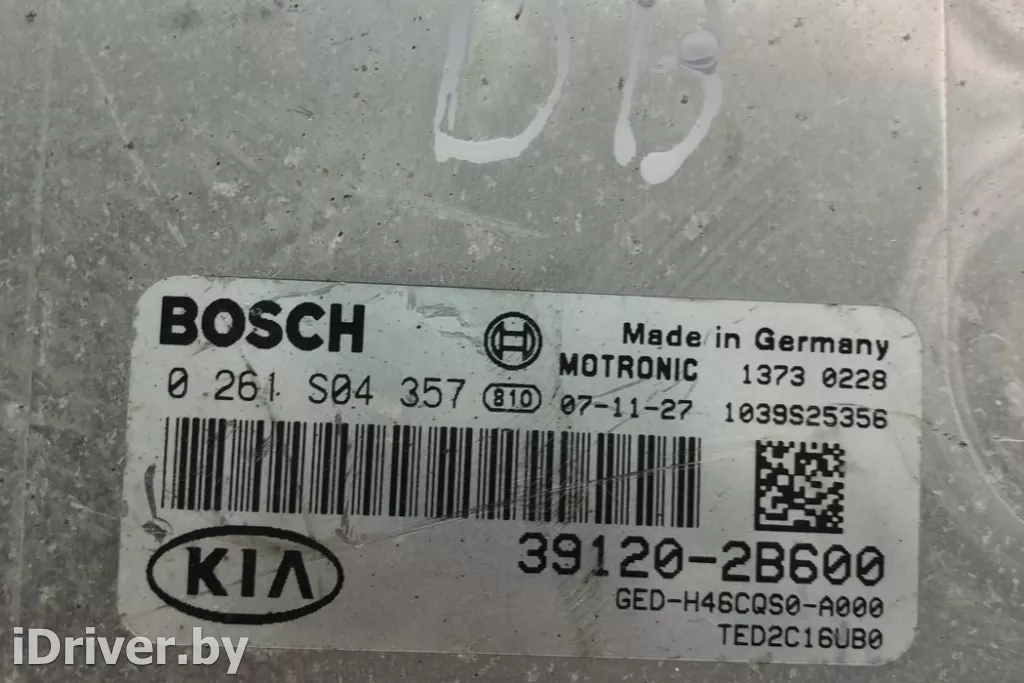 DB
BOSCH
Made in Germany
MOTRONIC 1373 0228
0 261 S04 357 810 07-11-27 1039S25356
39120-2B600
KIA
GED-H46CQS0-A000
TED2C16UB0
iDriver.by